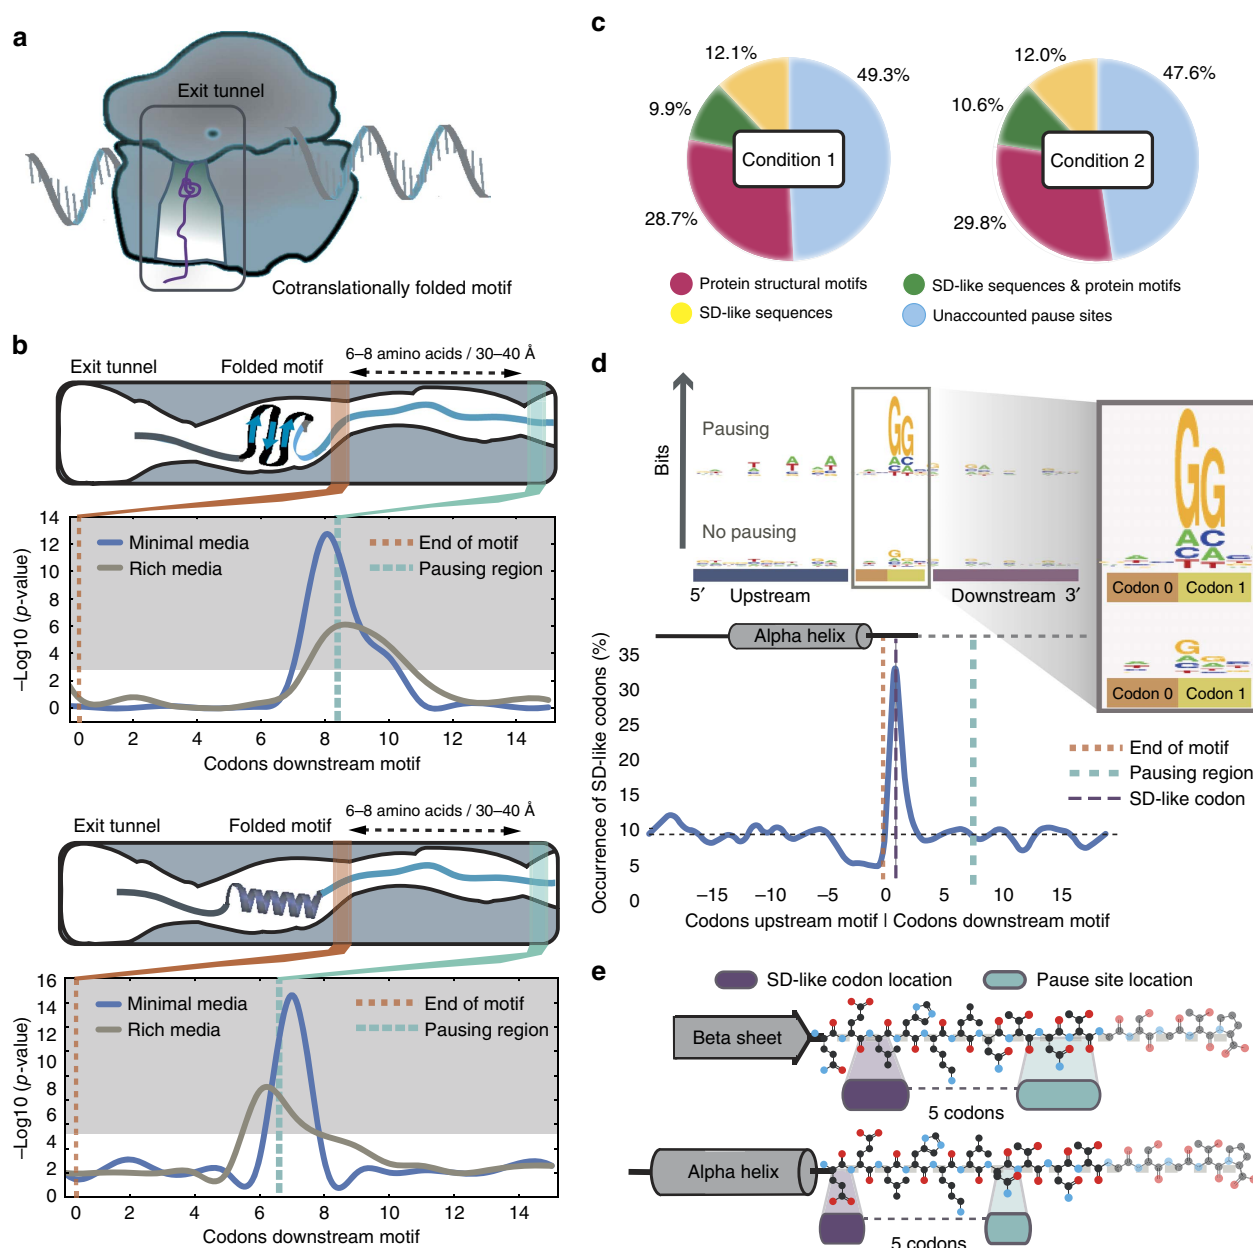 a
Exit tunnel
Cotranslationally folded motif
b
6–8 amino acids / 30–40 Å
Exit tunnel
Folded motif
14
12
10
8
6
4
2
0
–Log10 (p-value)
Minimal media
Rich media
End of motif
Pausing region
0 2 4 6 8 10 12 14
Codons downstream motif
6–8 amino acids / 30–40 Å
Exit tunnel
Folded motif
16
14
12
10
8
6
4
2
0
–Log10 (p-value)
Minimal media
Rich media
End of motif
Pausing region
0 2 4 6 8 10 12 14
Codons downstream motif
c
12.1%
49.3%
9.9%
28.7%
Condition 1
12.0%
47.6%
10.6%
29.8%
Condition 2
Protein structural motifs
SD-like sequences & protein motifs
SD-like sequences
Unaccounted pause sites
d
Bits
Pausing
No pausing
5′ Upstream
Downstream 3′
Codon 0 Codon 1
Codon 0 Codon 1
Alpha helix
35
30
25
20
15
10
5
0
Occurrence of SD-like codons (%)
–15 –10 –5 0 5 10 15
Codons upstream motif | Codons downstream motif
End of motif
Pausing region
SD-like codon
e
SD-like codon location
Pause site location
Beta sheet
5 codons
Alpha helix
5 codons